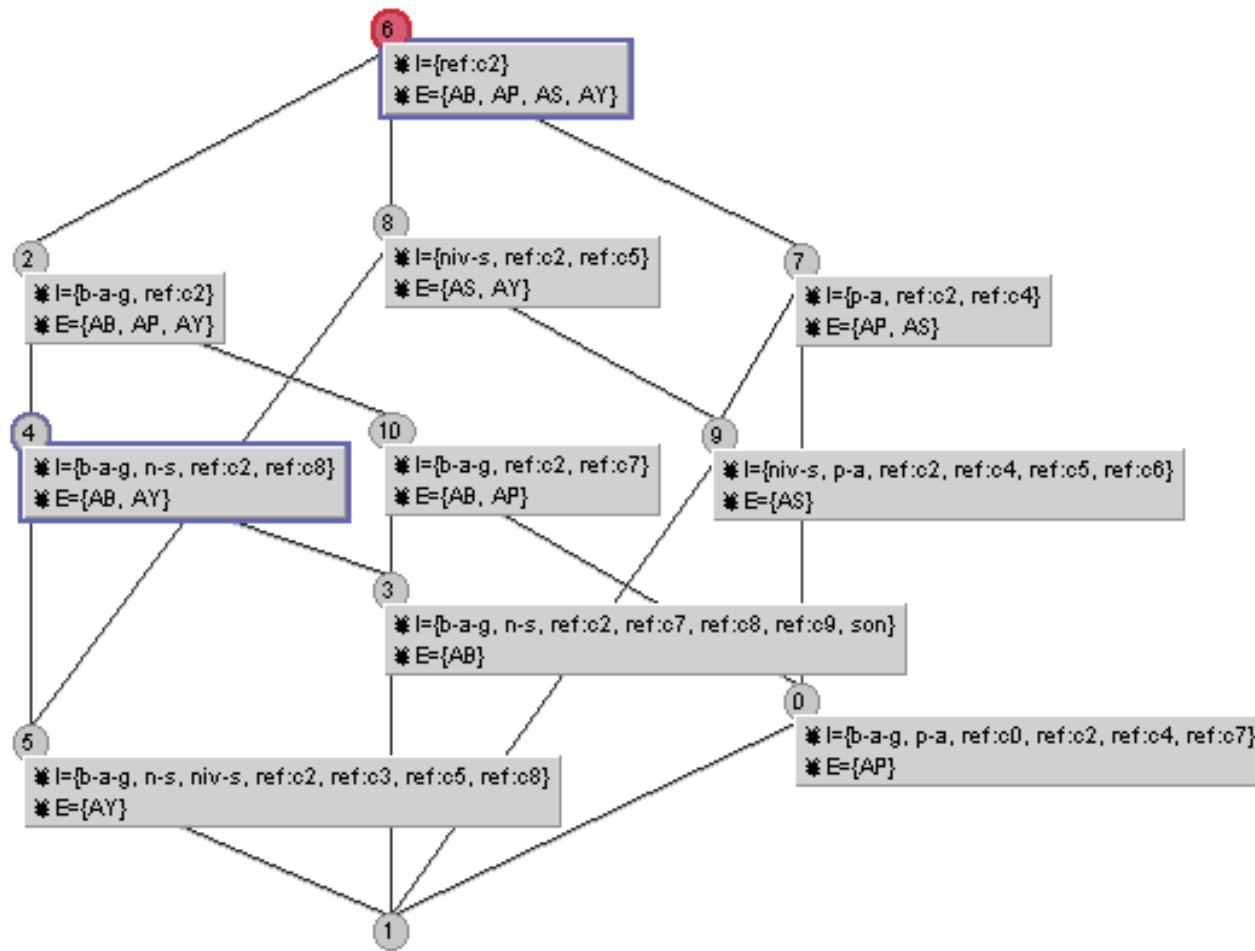 6
I={ref:c2}
E={AB, AP, AS, AY}
8
I={niv-s, ref:c2, ref:c5}
E={AS, AY}
2
I={b-a-g, ref:c2}
E={AB, AP, AY}
7
I={p-a, ref:c2, ref:c4}
E={AP, AS}
4
I={b-a-g, n-s, ref:c2, ref:c8}
E={AB, AY}
10
I={b-a-g, ref:c2, ref:c7}
E={AB, AP}
9
I={niv-s, p-a, ref:c2, ref:c4, ref:c5, ref:c6}
E={AS}
3
I={b-a-g, n-s, ref:c2, ref:c7, ref:c8, ref:c9, son}
E={AB}
0
I={b-a-g, p-a, ref:c0, ref:c2, ref:c4, ref:c7}
E={AP}
5
I={b-a-g, n-s, niv-s, ref:c2, ref:c3, ref:c5, ref:c8}
E={AY}
1